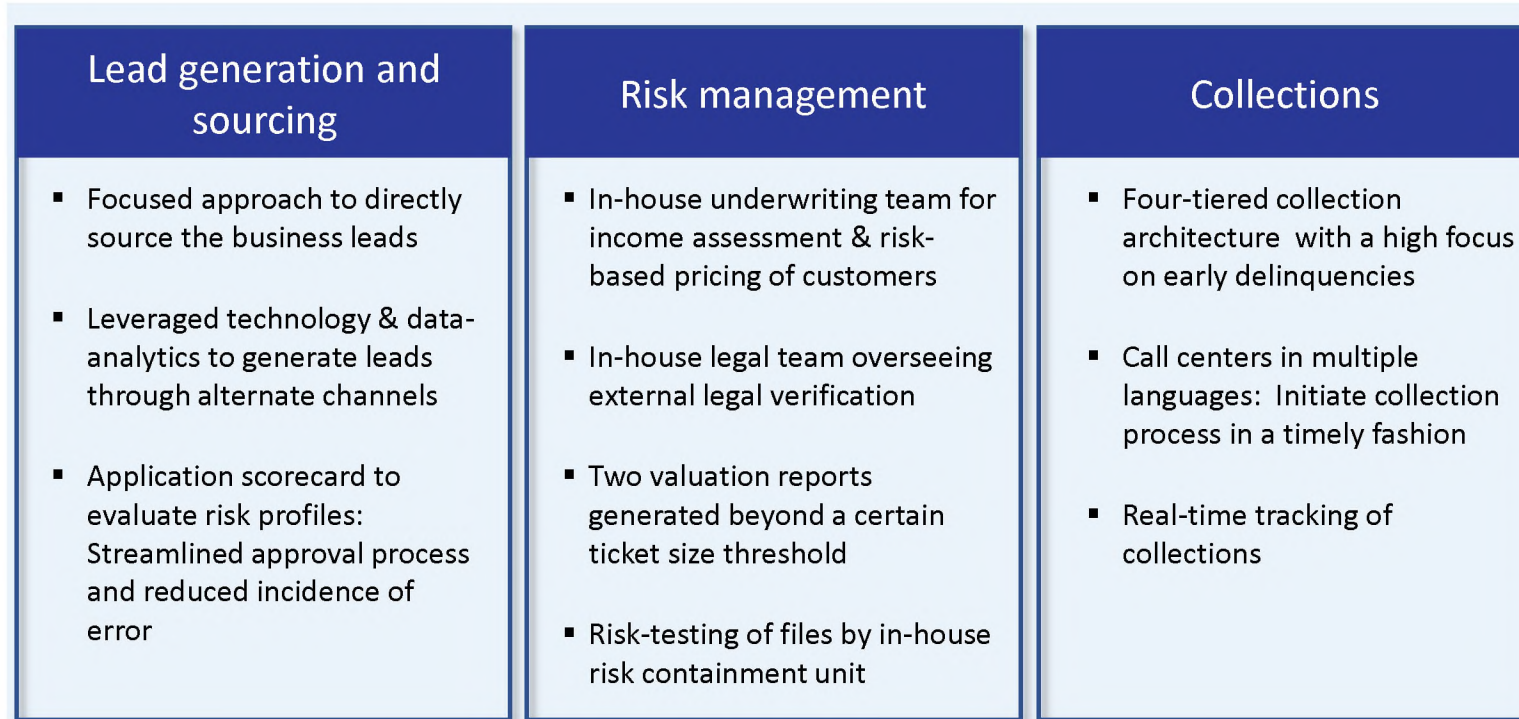 Lead generation and
sourcing
▪ Focused approach to directly
source the business leads
▪ Leveraged technology & data-
analytics to generate leads
through alternate channels
▪ Application scorecard to
evaluate risk profiles:
Streamlined approval process
and reduced incidence of
error
Risk management
▪ In-house underwriting team for
income assessment & risk-
based pricing of customers
▪ In-house legal team overseeing
external legal verification
▪ Two valuation reports
generated beyond a certain
ticket size threshold
▪ Risk-testing of files by in-house
risk containment unit
Collections
▪ Four-tiered collection
architecture  with a high focus
on early delinquencies
▪ Call centers in multiple
languages:  Initiate collection
process in a timely fashion
▪ Real-time tracking of
collections